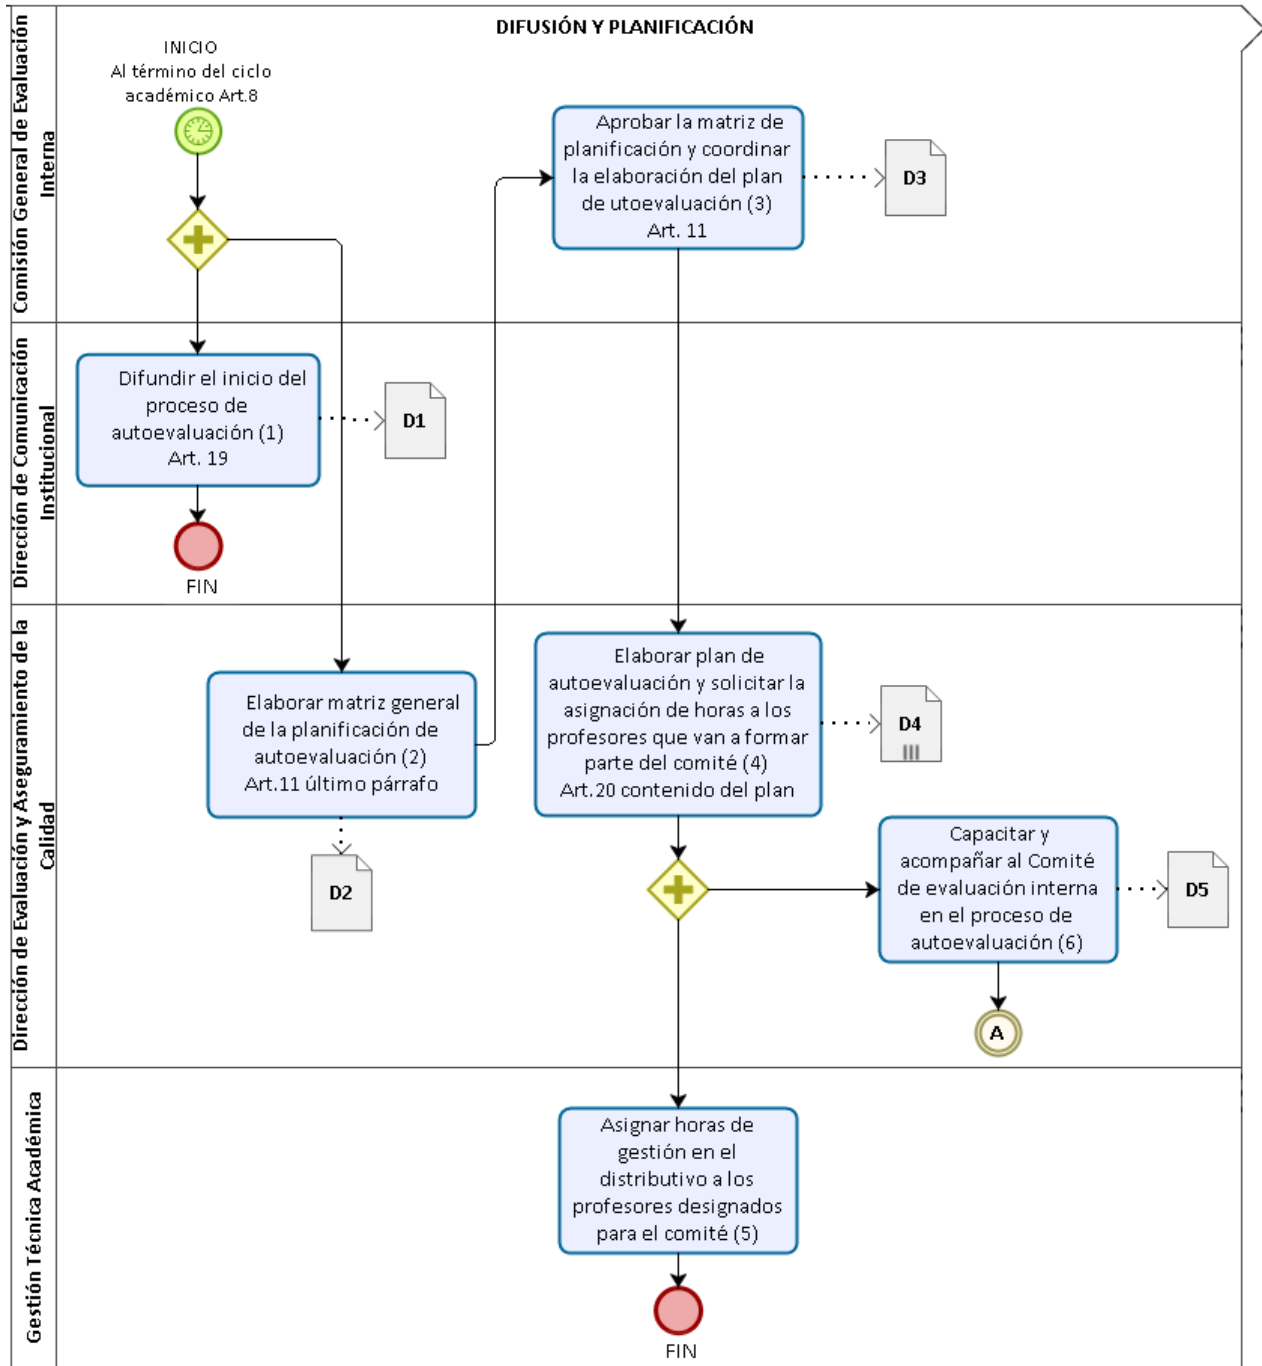 DIFUSIÓN Y PLANIFICACIÓN
Comisión General de Evaluación
Interna
INICIO
Al término del ciclo
académico Art.8
Aprobar la matriz de
planificación y coordinar
la elaboración del plan
de utoevaluación (3)
Art. 11
D3
Dirección de Comunicación
Institucional
Difundir el inicio del
proceso de
autoevaluación (1)
Art. 19
D1
FIN
Dirección de Evaluación y Aseguramiento de la
Calidad
Elaborar matriz general
de la planificación de
autoevaluación (2)
Art.11 último párrafo
D2
Elaborar plan de
autoevaluación y solicitar la
asignación de horas a los
profesores que van a formar
parte del comité (4)
Art.20 contenido del plan
D4
Capacitar y
acompañar al Comité
de evaluación interna
en el proceso de
autoevaluación (6)
D5
A
Gestión Técnica Académica
Asignar horas de
gestión en el
distributivo a los
profesores designados
para el comité (5)
FIN